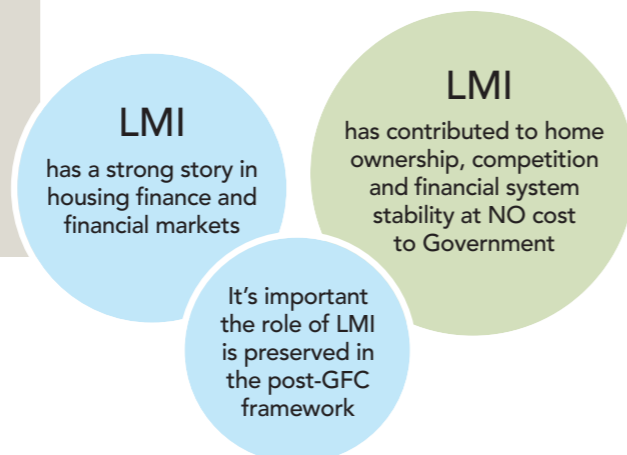 LMI
has a strong story in
housing finance and
financial markets
LMI
has contributed to home
ownership, competition
and financial system
stability at NO cost
to Government
It’s important
the role of LMI
is preserved in
the post-GFC
framework